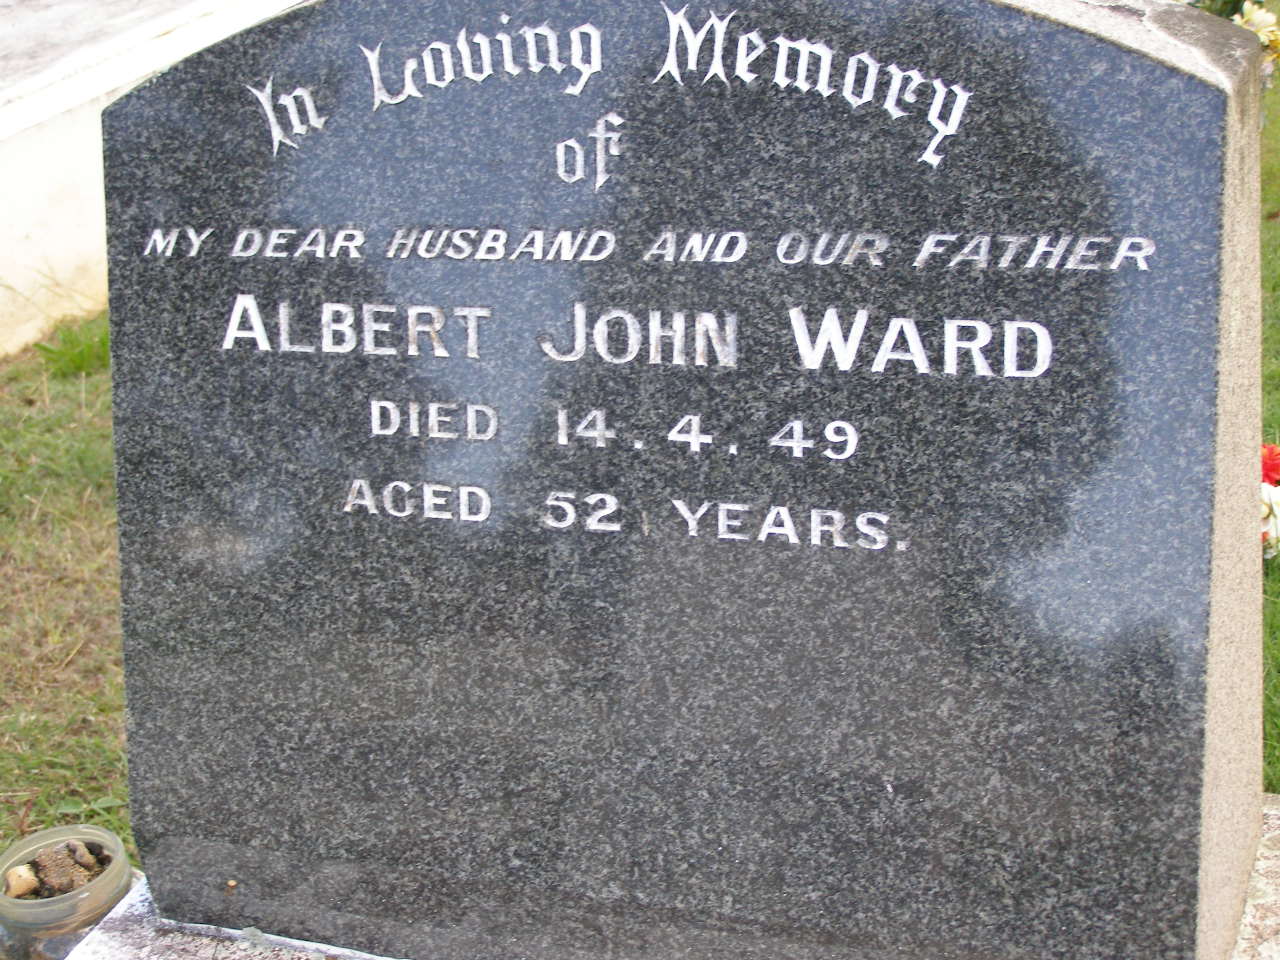 In Loving Memory
of
MY DEAR HUSBAND AND OUR FATHER
ALBERT JOHN WARD
DIED 14.4.49
AGED 52 YEARS.